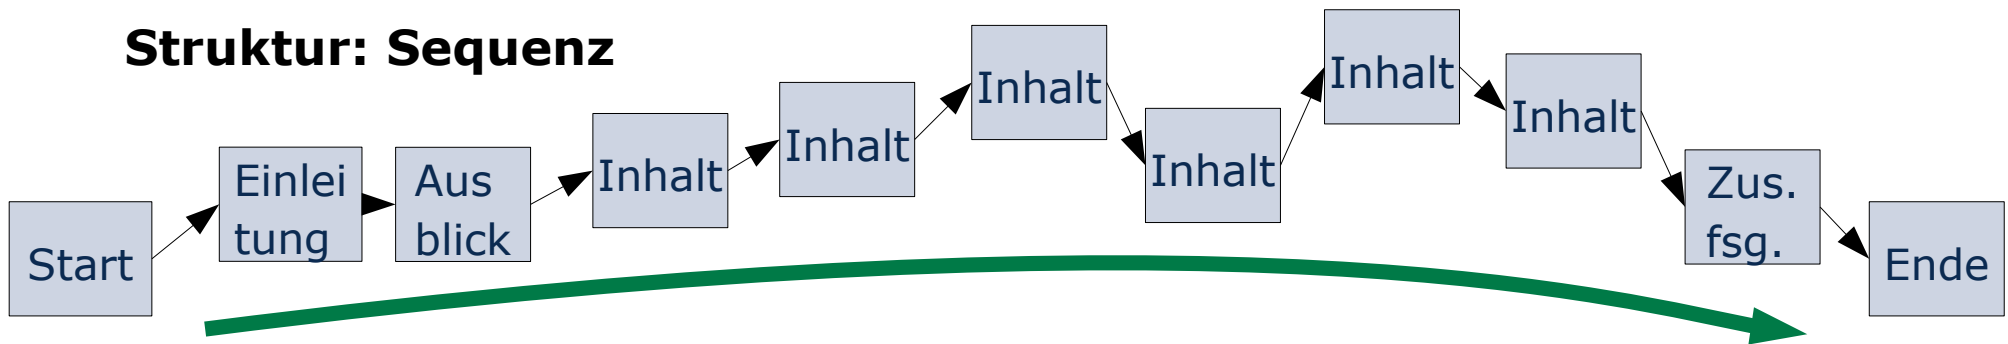 Struktur: Sequenz
Start
Einlei
tung
Aus
blick
Inhalt
Inhalt
Inhalt
Inhalt
Inhalt
Inhalt
Zus.
fsg.
Ende